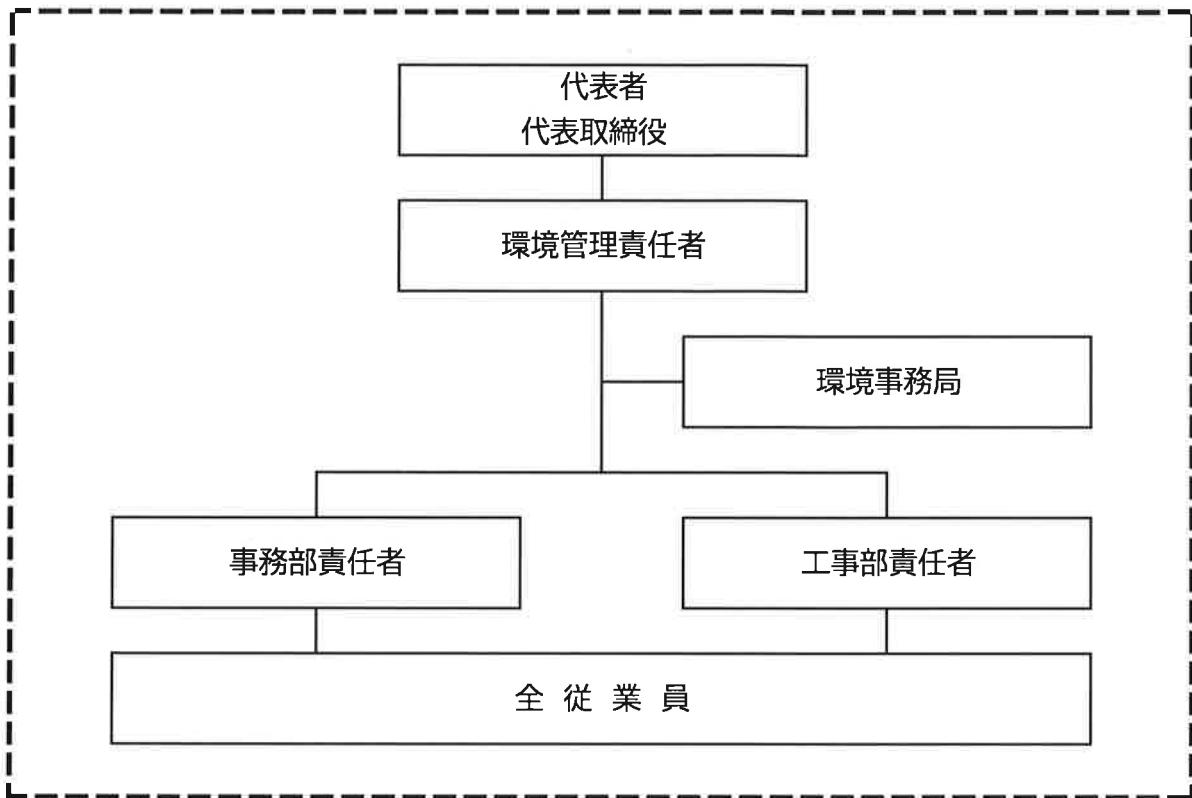 代表者
代表取締役
環境管理責任者
環境事務局
事務部責任者
工事部責任者
全従業員